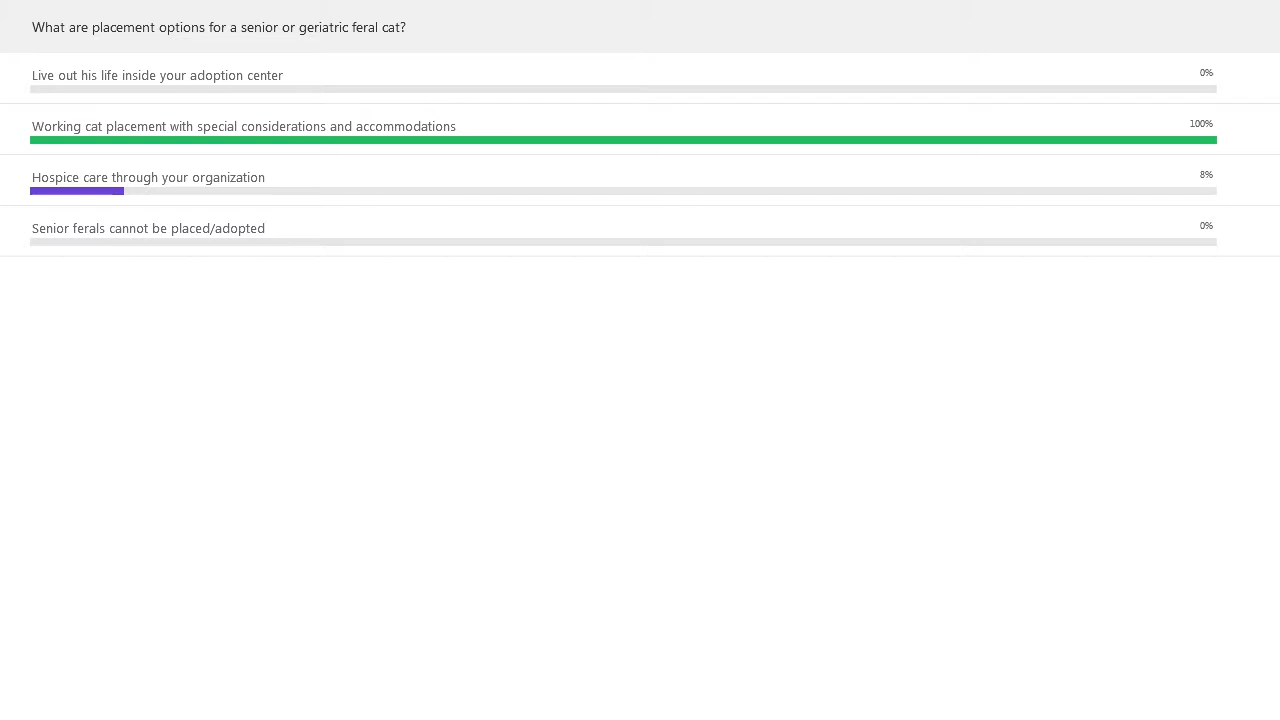 What are placement options for a senior or geriatric feral cat?
Live out his life inside your adoption center
0%
Working cat placement with special considerations and accommodations
100%
Hospice care through your organization
8%
Senior ferals cannot be placed/adopted
0%